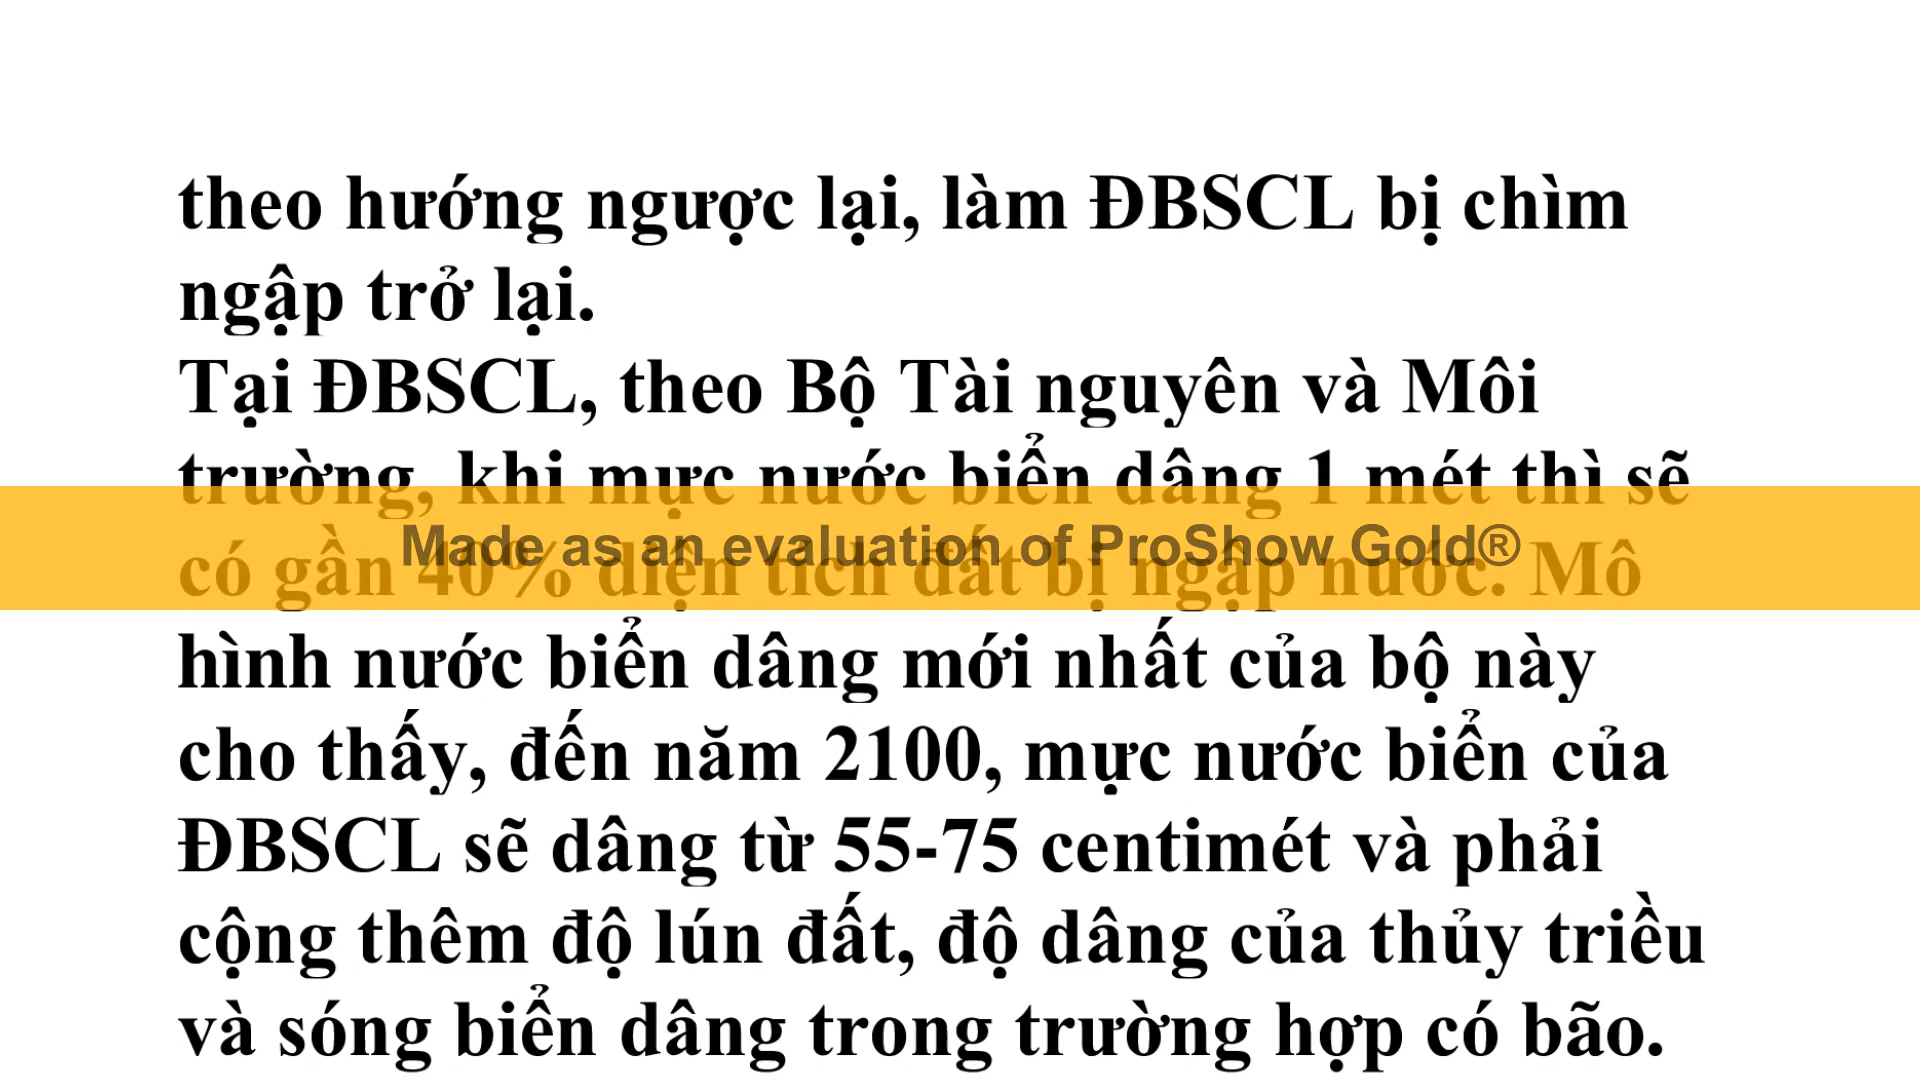 theo hướng ngược lại, làm ĐBSCL bị chìm
ngập trở lại.
Tại ĐBSCL, theo Bộ Tài nguyên và Môi
trường, khi mực nước biển dâng 1 mét thì sẽ
Made as an evaluation of ProShow Gold®
có gần 40% diện tích đất bị ngập nước. Mô
hình nước biển dâng mới nhất của bộ này
cho thấy, đến năm 2100, mực nước biển của
ĐBSCL sẽ dâng từ 55-75 centimét và phải
cộng thêm độ lún đất, độ dâng của thủy triều
và sóng biển dâng trong trường hợp có bão.